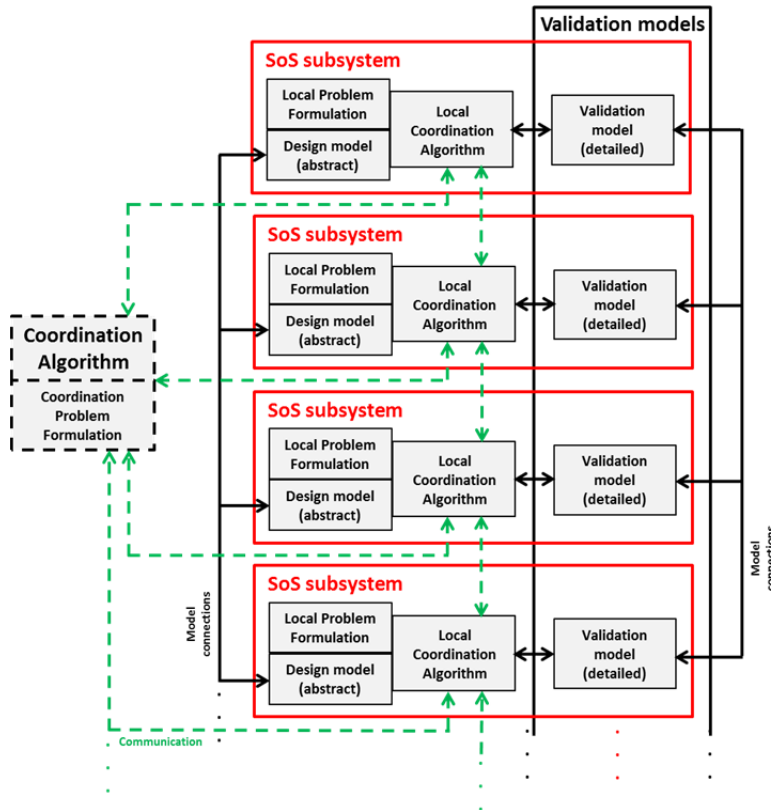 Validation models
SoS subsystem
Local Problem
Formulation
Design model
(abstract)
Local
Coordination
Algorithm
Validation
model
(detailed)
SoS subsystem
Local Problem
Formulation
Design model
(abstract)
Local
Coordination
Algorithm
Validation
model
(detailed)
Coordination
Algorithm
Coordination
Problem
Formulation
SoS subsystem
Local Problem
Formulation
Design model
(abstract)
Local
Coordination
Algorithm
Validation
model
(detailed)
Model
connections
SoS subsystem
Local Problem
Formulation
Design model
(abstract)
Local
Coordination
Algorithm
Validation
model
(detailed)
Model
connections
Communication